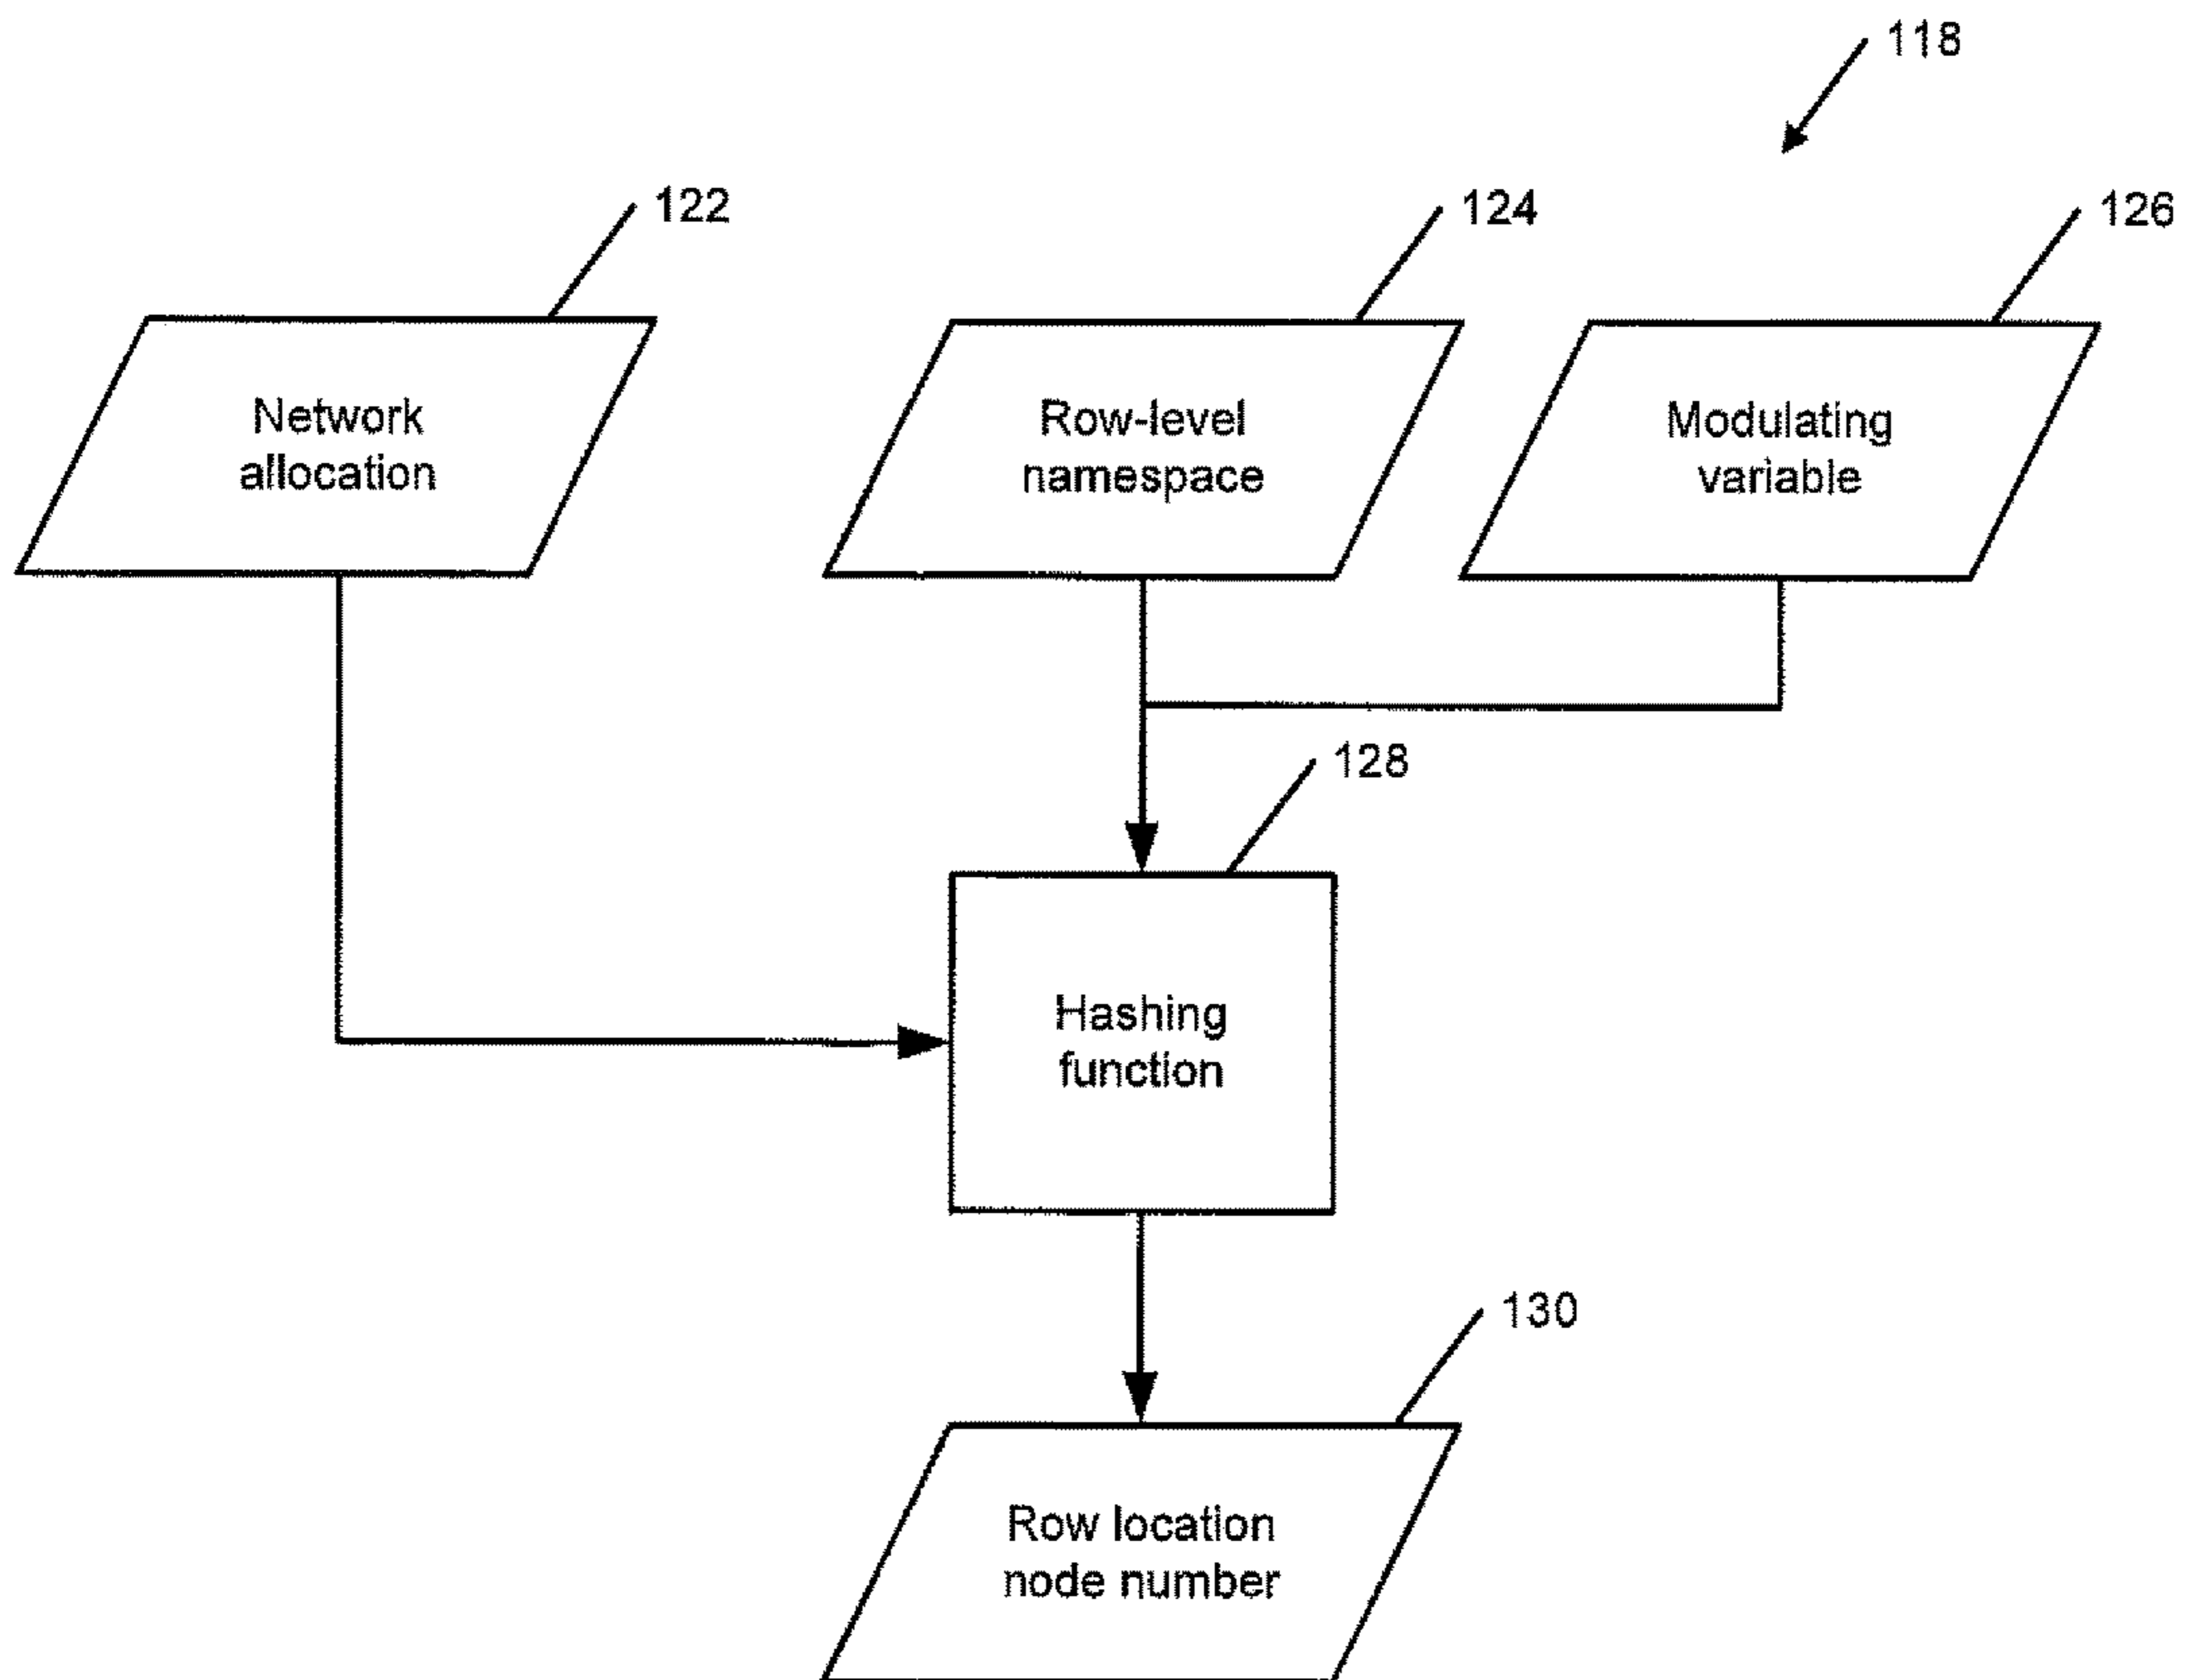 118
122
124
126
Network
allocation
Row-level
namespace
Modulating
variable
128
Hashing
function
130
Row location
node number